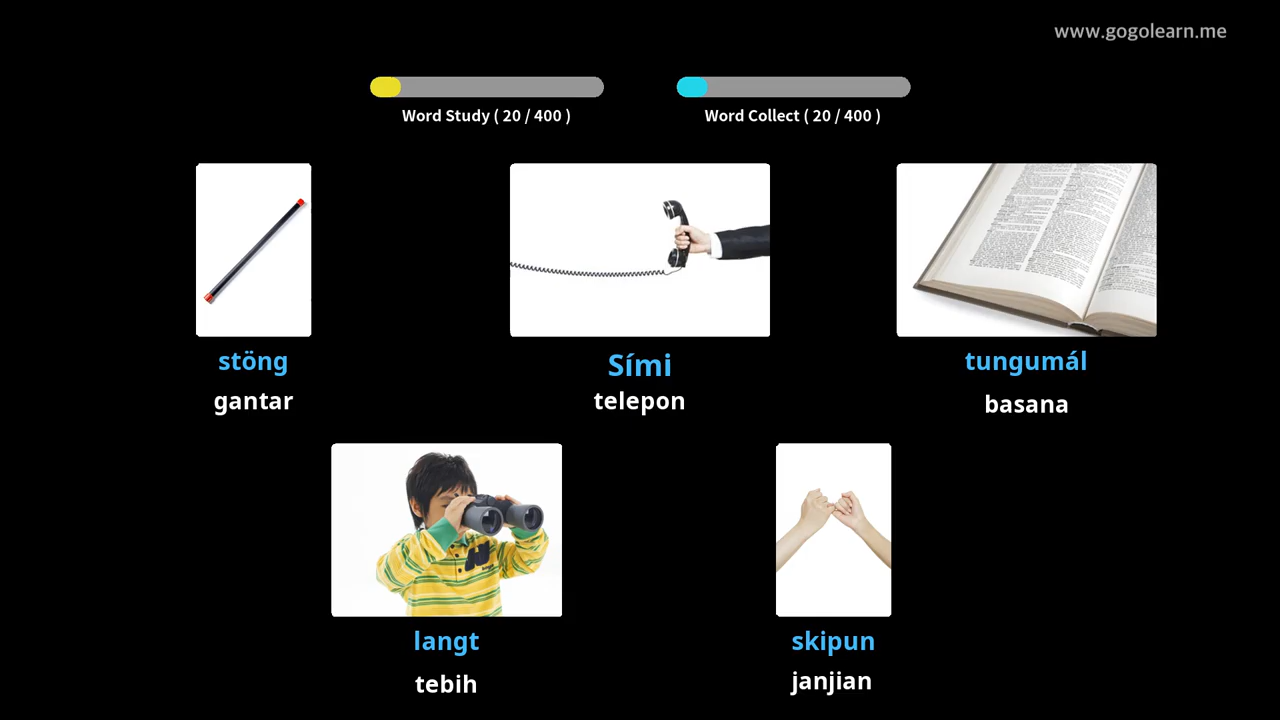 www.gogolearn.me
Word Study ( 20 / 400 )
Word Collect ( 20 / 400 )
stöng
gantar
Sími
telepon
tungumál
basana
langt
tebih
skipun
janjian